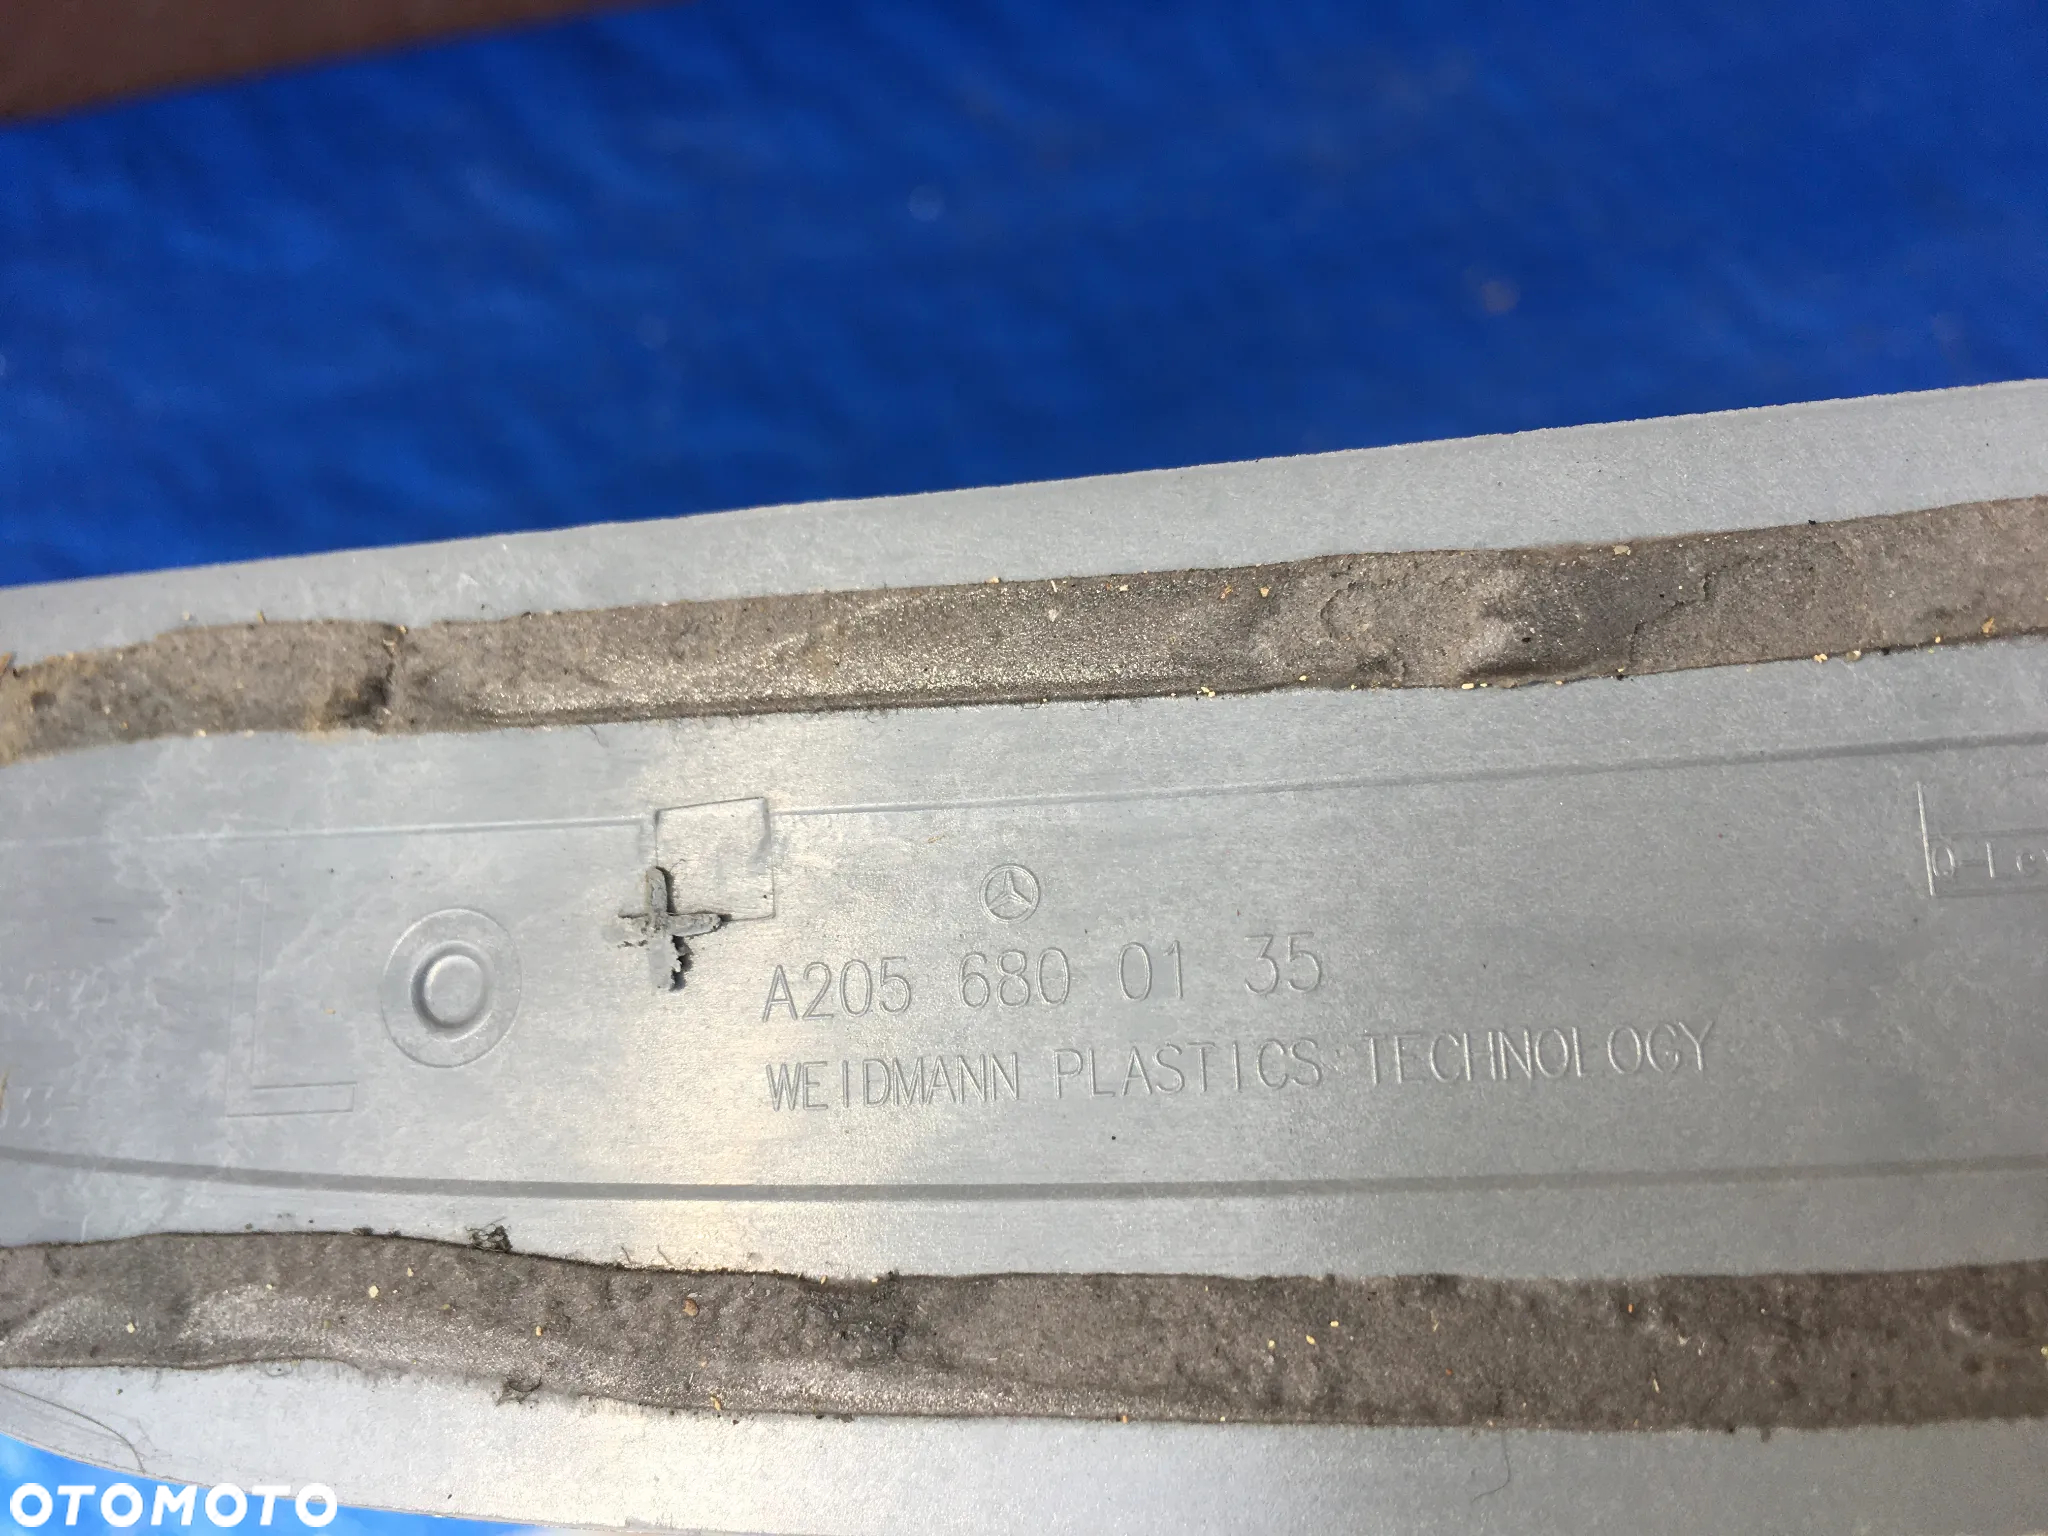 A205 680 01 35
WEIDMANN PLASTICS TECHNOLOGY
L
OTOMOTO